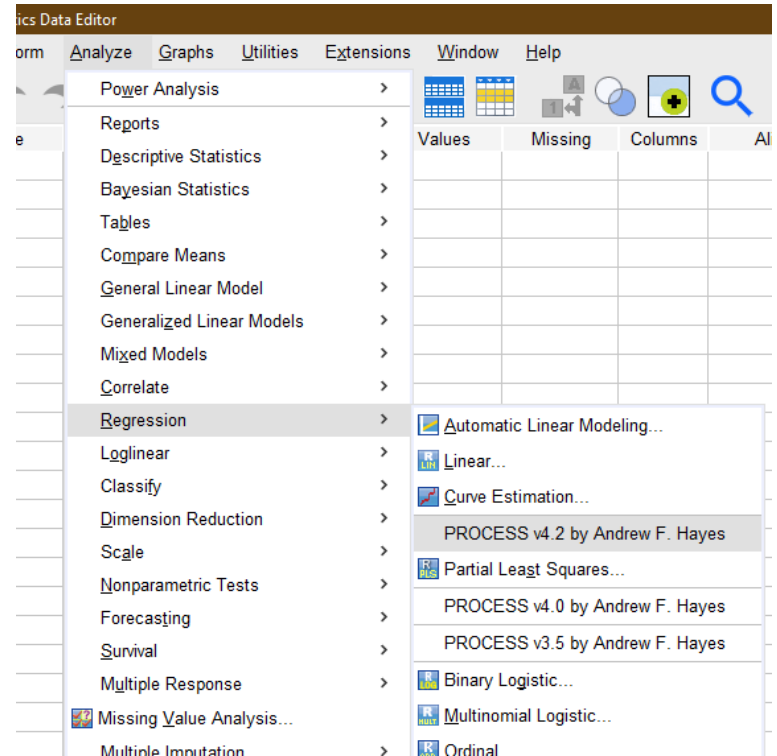 ics Data Editor
orm Analyze Graphs Utilities Extensions Window Help
Power Analysis
Reports
e Values Missing Columns Ali
Descriptive Statistics
Bayesian Statistics
Tables
Compare Means
General Linear Model
Generalized Linear Models
Mixed Models
Correlate
Regression
Loglinear
Classify
Dimension Reduction
Scale
Nonparametric Tests
Forecasting
Survival
Multiple Response
Missing Value Analysis...
Multiple Imputation
Automatic Linear Modeling...
Linear...
Curve Estimation...
PROCESS v4.2 by Andrew F. Hayes
Partial Least Squares...
PROCESS v4.0 by Andrew F. Hayes
PROCESS v3.5 by Andrew F. Hayes
Binary Logistic...
Multinomial Logistic...
Ordinal